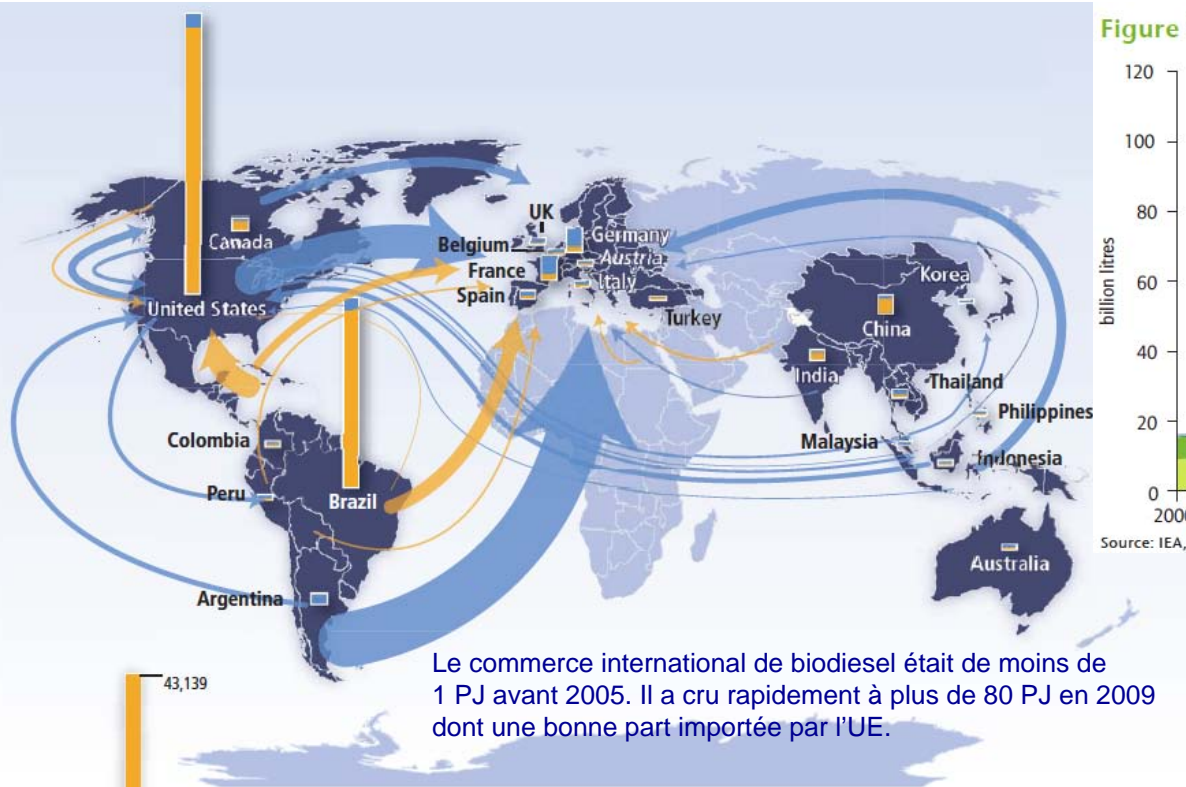 Figure
120
100
80
60
40
20
0
billion litres
Source: IEA,
UK
Canada
Belgium
Germany
Austria
France
Italy
United States
Spain
Turkey
Korea
China
India
Thailand
Philippines
Colombia
Malaysia
Indonesia
Peru
Brazil
Australia
Argentina
43,139
Le commerce international de biodiesel était de moins de
1 PJ avant 2005. Il a cru rapidement à plus de 80 PJ en 2009
dont une bonne part importée par l'UE.